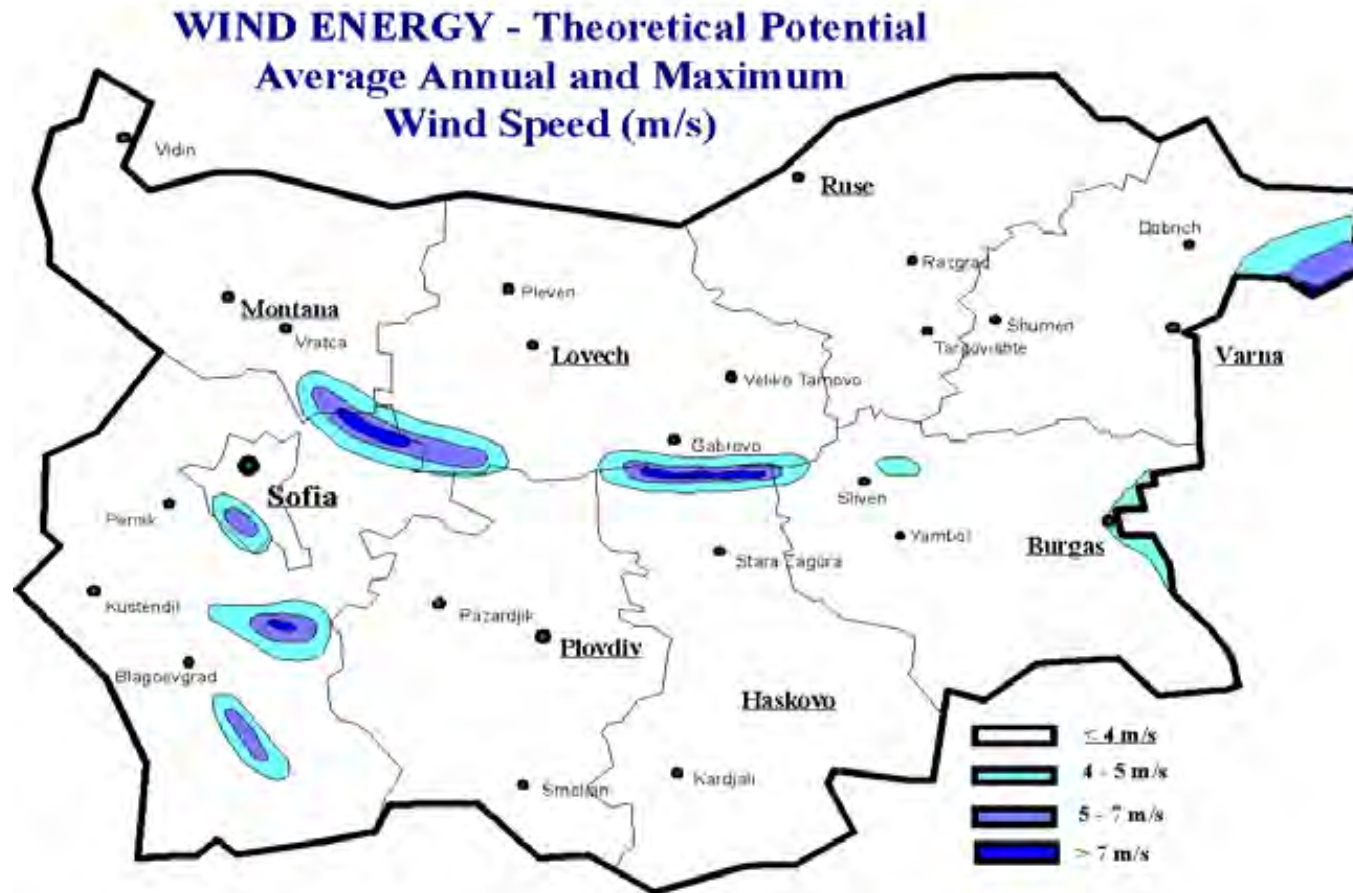 WIND ENERGY - Theoretical Potential
Average Annual and Maximum
Wind Speed (m/s)
Vidin
Ruse
Dobrich
Razgrad
Pleven
Montana
Vratca
Shumen
Targovishte
Lovech
Varna
Veliko Tarnovo
Gabrovo
Sofia
Sliven
Pernik
Yambol
Burgas
Stara Zagora
Kustendil
Pazardjik
Plovdiv
Blagoevgrad
Haskovo
Smolian
Kardjali
< 4 m/s
4 - 5 m/s
5 - 7 m/s
> 7 m/s